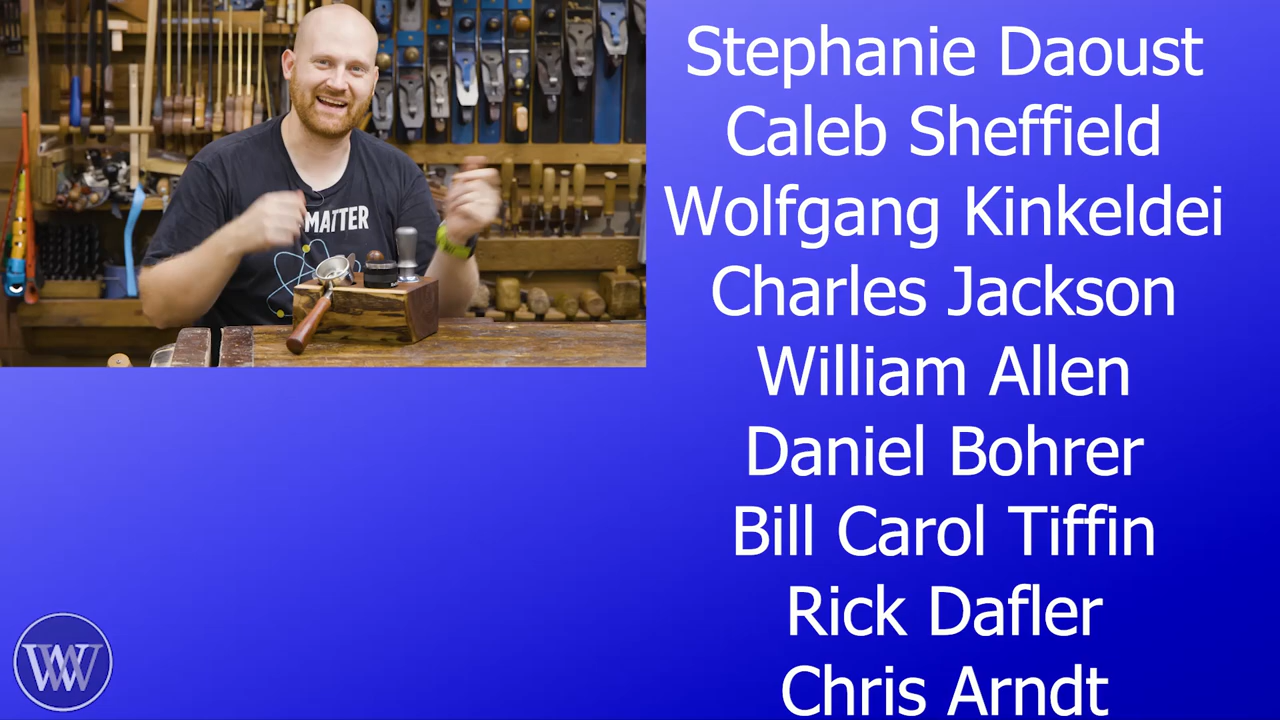 MATTER
Stephanie Daoust
Caleb Sheffield
Wolfgang Kinkeldei
Charles Jackson
William Allen
Daniel Bohrer
Bill Carol Tiffin
Rick Dafler
Chris Arndt
WW